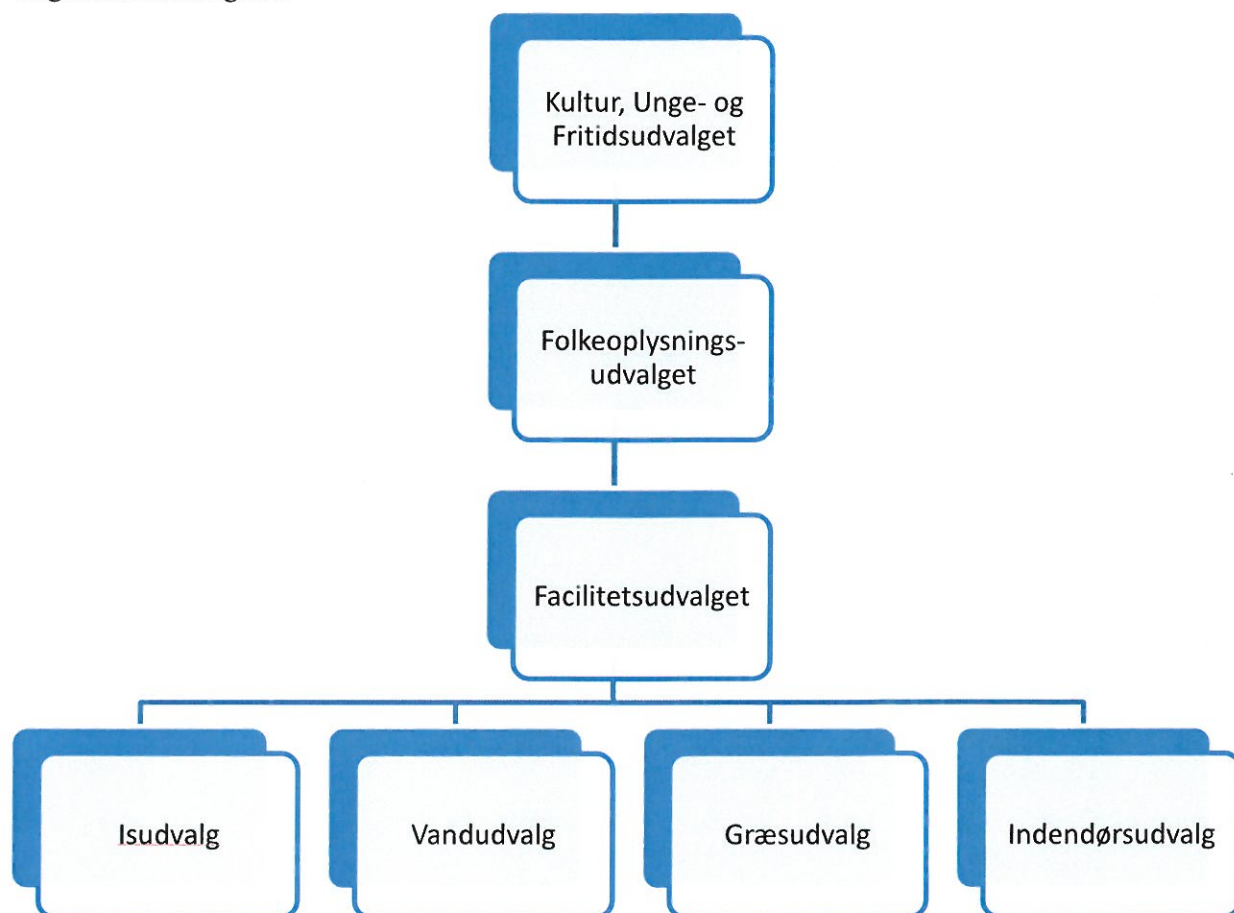 Kultur, Unge- og
Fritidsudvalget
Folkeoplysnings-
udvalget
Facilitetsudvalget
Isudvalg
Vandudvalg
Græsudvalg
Indendørsudvalg